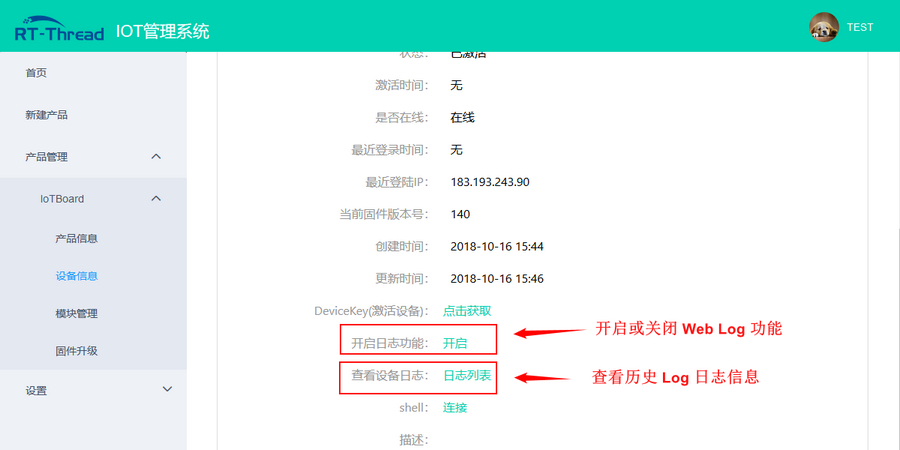 RT-Thread IOT管理系统 TEST
首页
新建产品
产品管理
IoTBoard
产品信息
设备信息
模块管理
固件升级
设置
状态： 已激活
激活时间： 无
是否在线： 在线
最近登录时间： 无
最近登陆IP： 183.193.243.90
当前固件版本号： 140
创建时间： 2018-10-16 15:44
更新时间： 2018-10-16 15:46
DeviceKey(激活设备)： 点击获取
开启日志功能： 开启 开启或关闭 Web Log 功能
查看设备日志： 日志列表 查看历史 Log 日志信息
shell： 连接
描述：